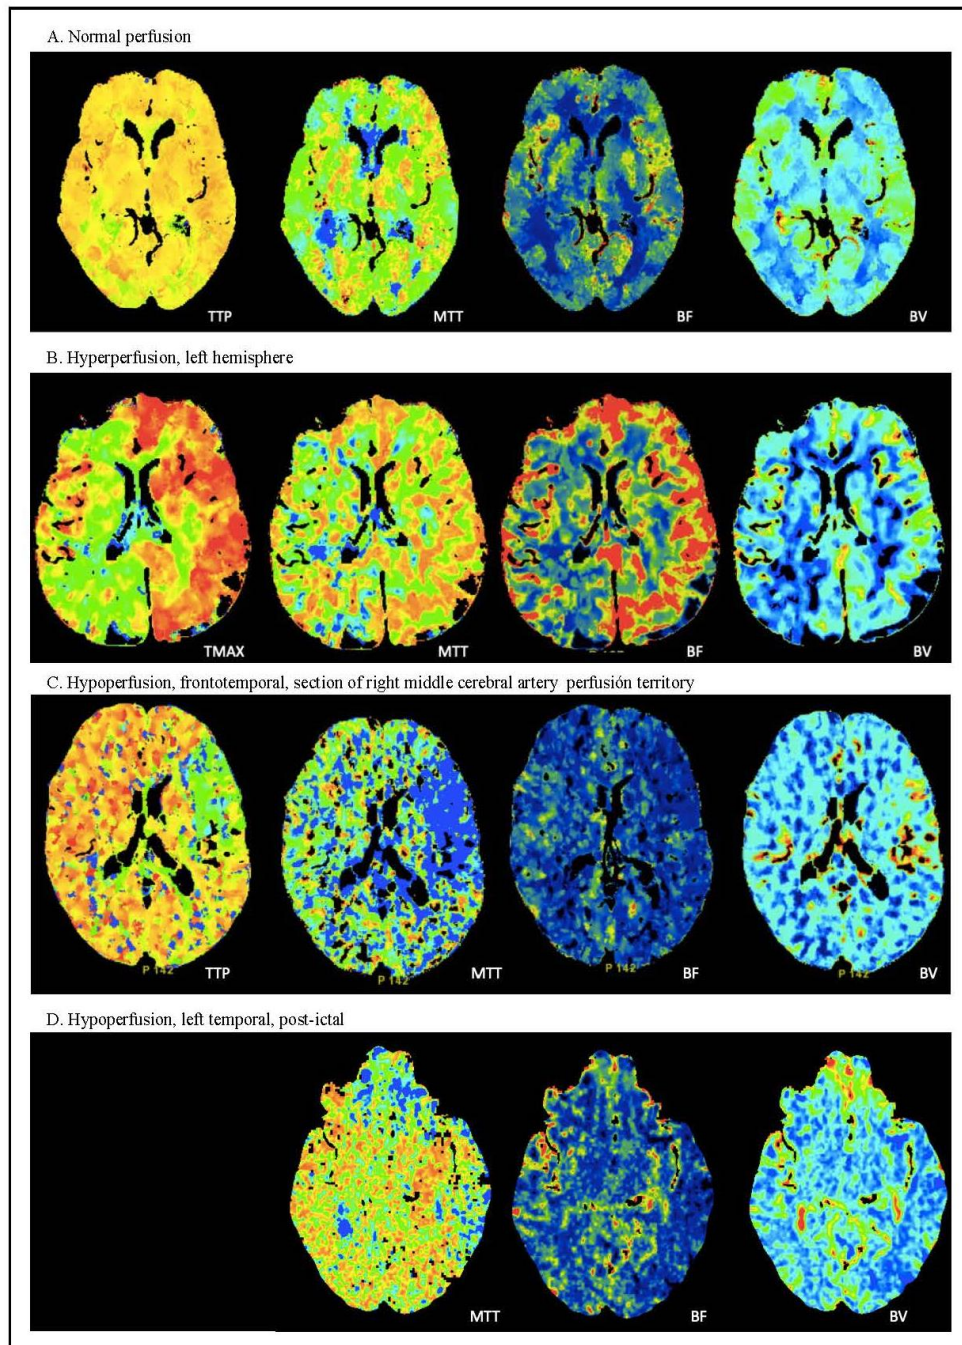 A. Normal perfusion
TTP MTT BF BV
B. Hyperperfusion, left hemisphere
TMAX MTT BF BV
C. Hypoperfusion, frontotemporal, section of right middle cerebral artery perfusión territory
TTP MTT BF BV
P 142 P 142 P 142 P 142
D. Hypoperfusion, left temporal, post-ictal
MTT BF BV